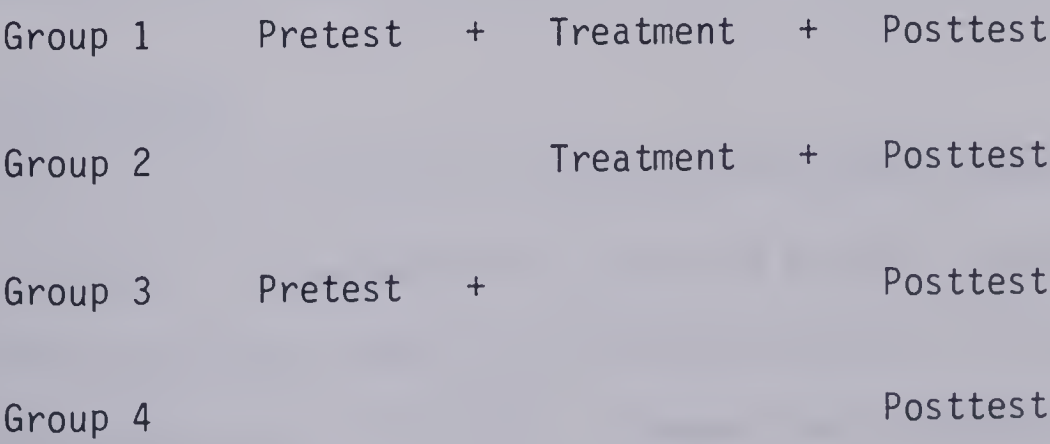 Group 1 Pretest + Treatment + Posttest
Group 2 Treatment + Posttest
Group 3 Pretest + Posttest
Group 4 Posttest